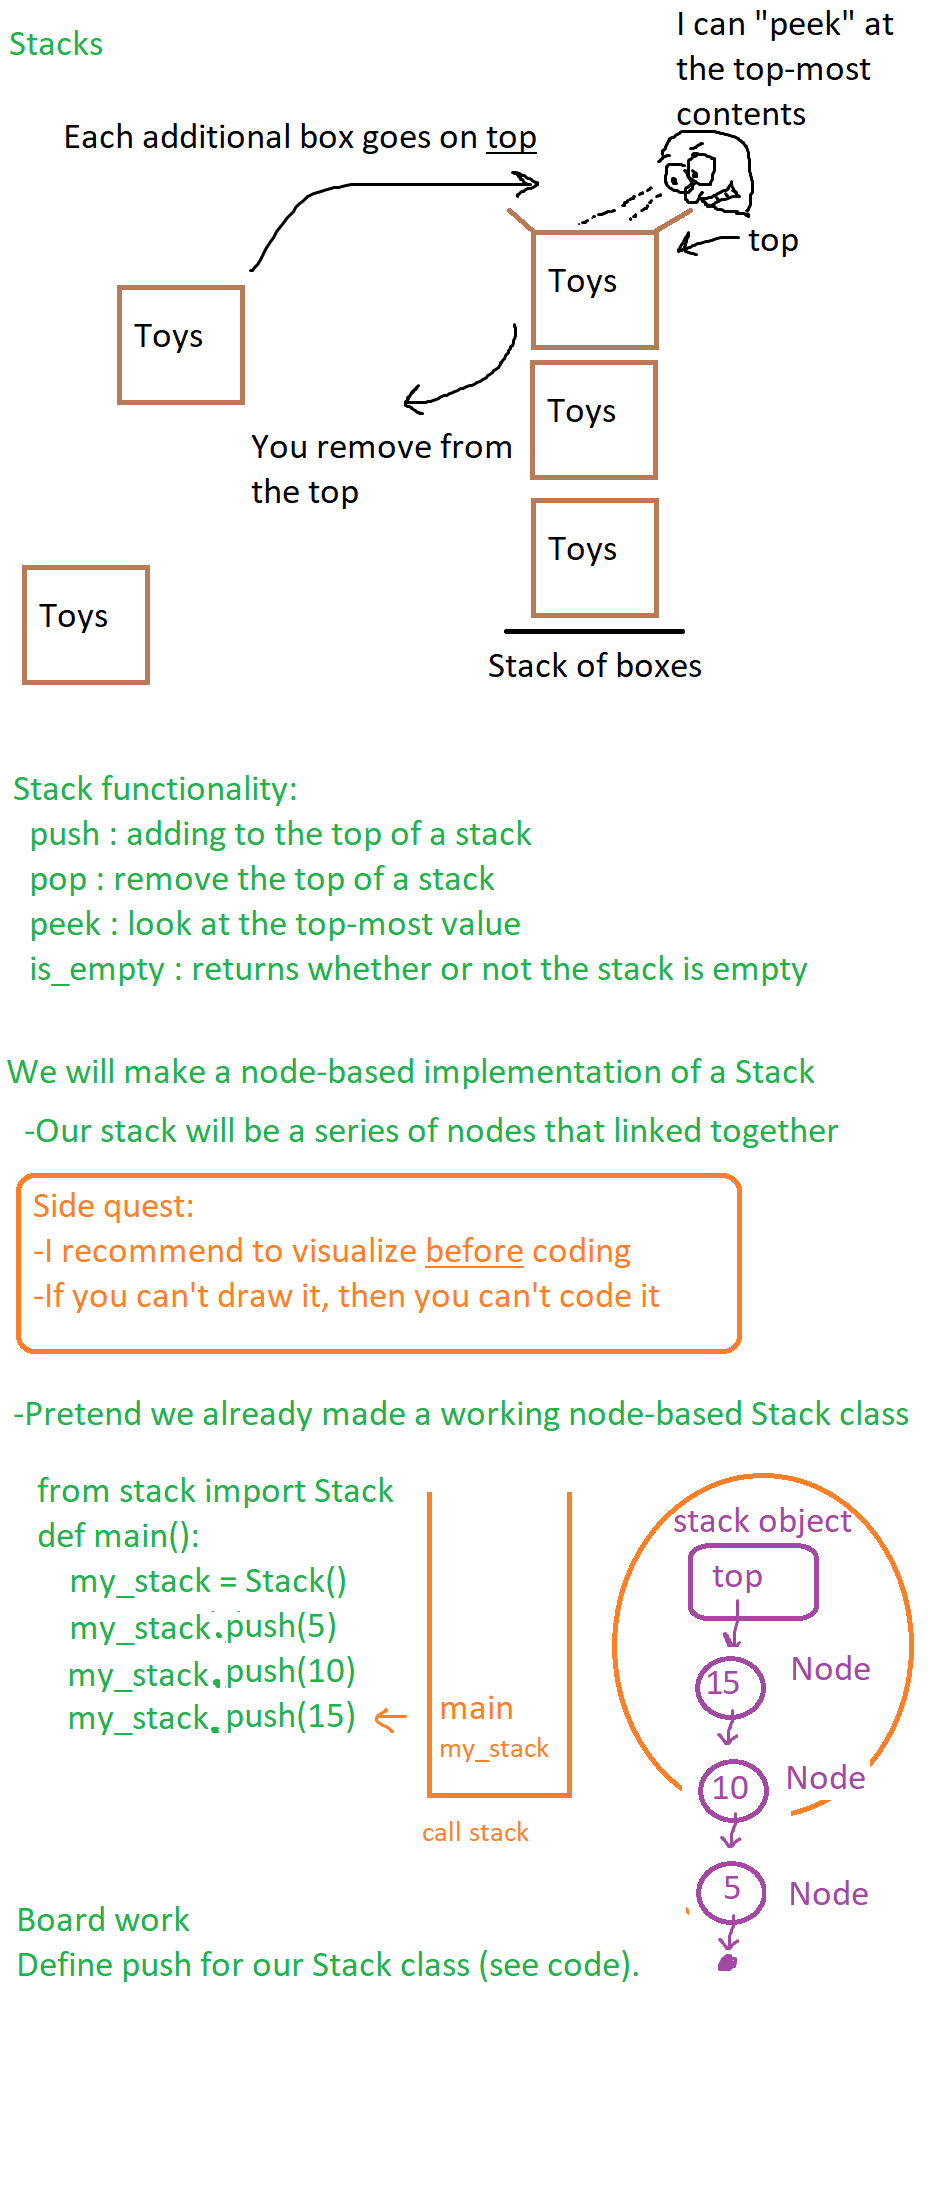 Stacks
I can "peek" at
the top-most
contents
Each additional box goes on top
top
Toys
Toys
Toys
You remove from
the top
Toys
Toys
Stack of boxes
Stack functionality:
push : adding to the top of a stack
pop : remove the top of a stack
peek : look at the top-most value
is_empty : returns whether or not the stack is empty
We will make a node-based implementation of a Stack
-Our stack will be a series of nodes that linked together
Side quest:
-I recommend to visualize before coding
-If you can't draw it, then you can't code it
-Pretend we already made a working node-based Stack class
from stack import Stack
def main():
my_stack = Stack()
my_stack.push(5)
my_stack.push(10)
my_stack.push(15)
main
my_stack
call stack
stack object
top
15 Node
10 Node
5 Node
Board work
Define push for our Stack class (see code).